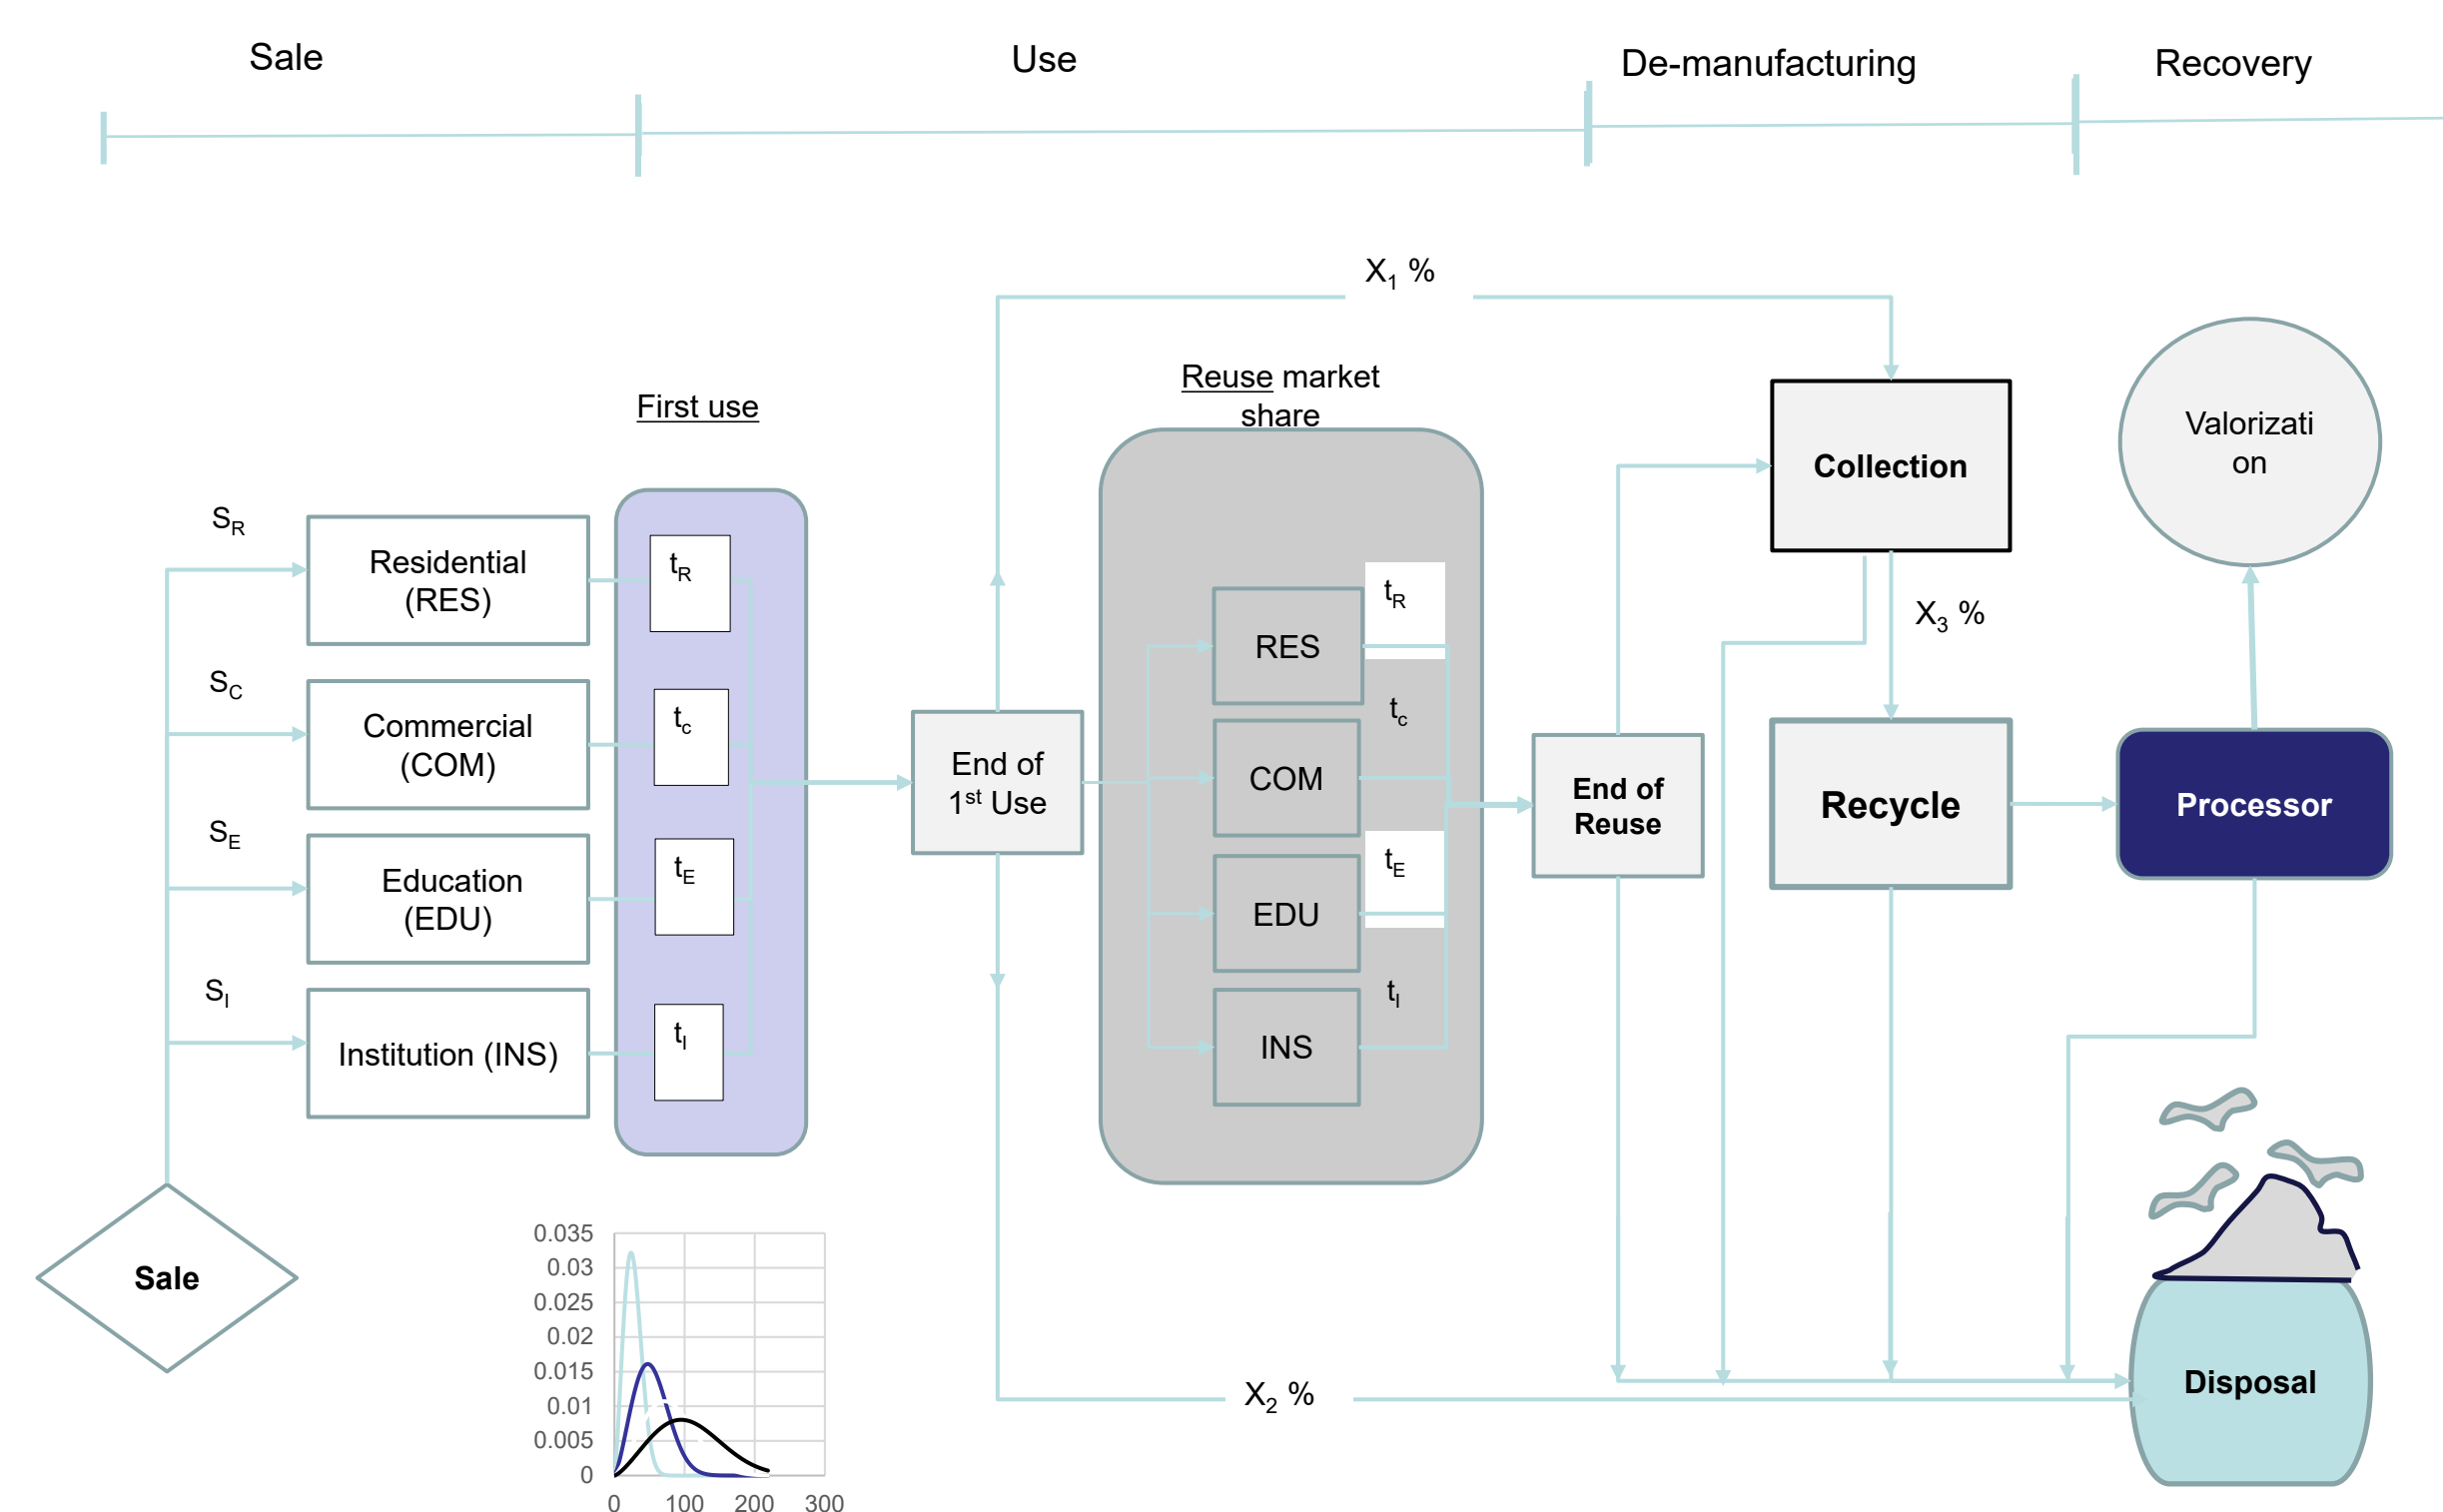 Sale
Use
De-manufacturing
Recovery
X1 %
Reuse market
share
First use
Valorizati
on
Collection
SR
Residential
(RES)
tR
tR
X3 %
RES
SC
Commercial
(COM)
tc
tc
End of
1st Use
COM
End of
Reuse
Recycle
Processor
SE
Education
(EDU)
tE
tE
EDU
SI
Institution (INS)
tI
tI
INS
Sale
0.035
0.03
0.025
0.02
0.015
0.01
0.005
0
0 100 200 300
X2 %
Disposal